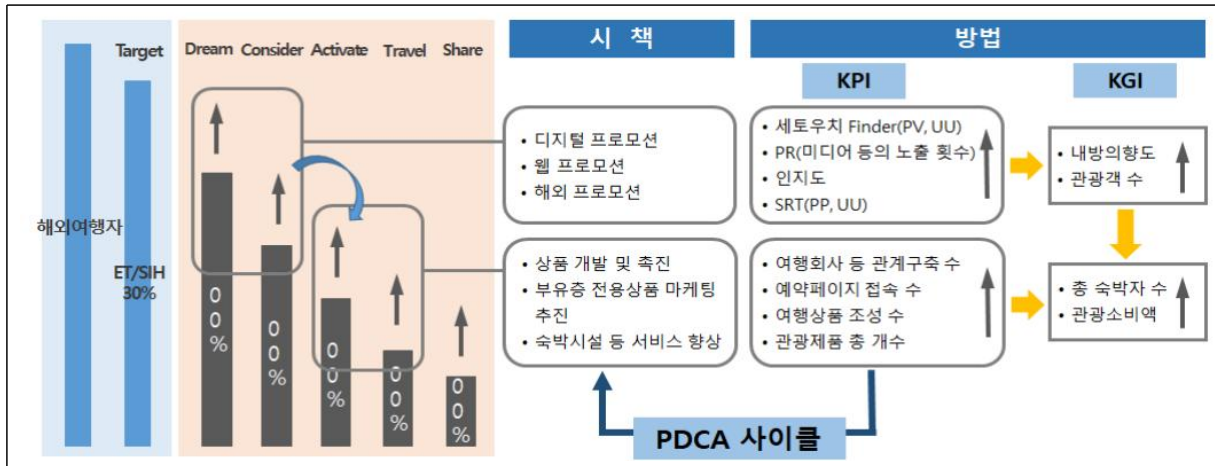 시 책
방법
Target
Dream
Consider
Activate
Travel
Share
KPI
KGI
해외여행자
ET/SIH
30%
00%
00%
00%
00%
00%
• 디지털 프로모션
• 웹 프로모션
• 해외 프로모션
• 세토우치 Finder(PV, UU)
• PR(미디어 등의 노출 횟수)
• 인지도
• SRT(PP, UU)
• 내방의향도
• 관광객 수
• 상품 개발 및 촉진
• 부유층 전용상품 마케팅
추진
• 숙박시설 등 서비스 향상
• 여행회사 등 관계구축 수
• 예약페이지 접속 수
• 여행상품 조성 수
• 관광제품 총 개수
• 총 숙박자 수
• 관광소비액
PDCA 사이클